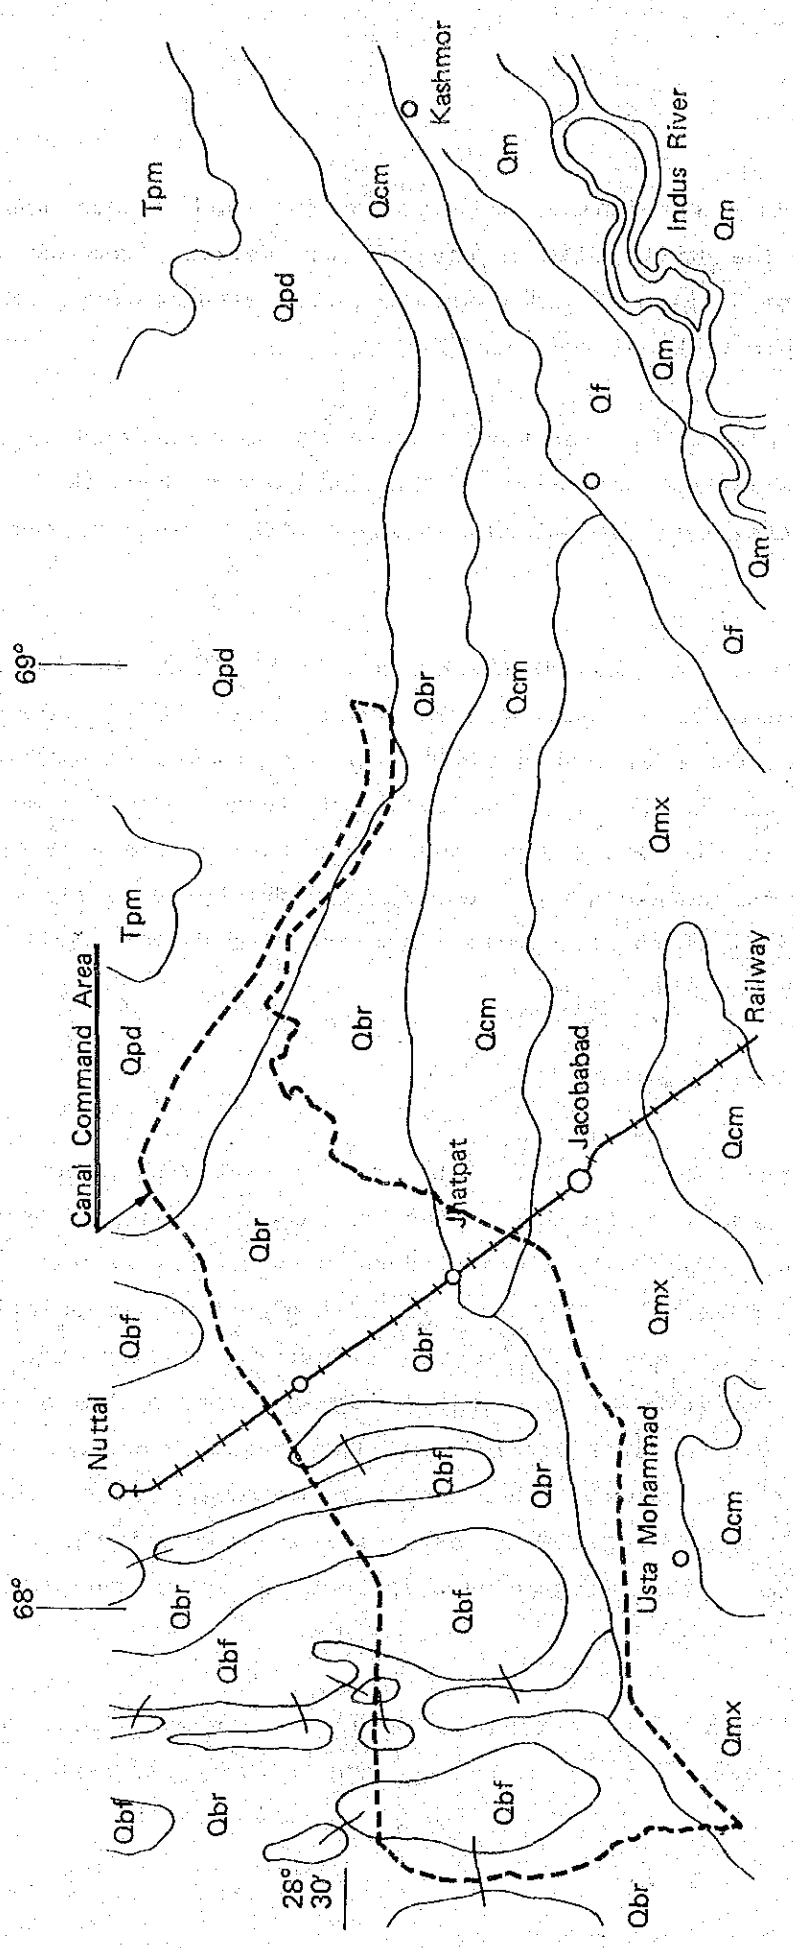 68°
69°
Canal Command Area
Nuttal
Qbf
Qbf
Qpd
Tpm
Tpm
Qbr
Qbr
Qbf
Qpd
Qbr
Qpd
28°
30′
Qbr
Qcm
Qbr
Qbr
Kashmor
Qbf
Qbf
Jhatpat
Qcm
Qbf
Qcm
Qm
Qbr
Jacobabad
Qf
Qbr
Usta Mohammad
Qmx
Qmx
Qm
Indus River
Qm
Qmx
Qcm
Qcm
Qf
Railway
Qm